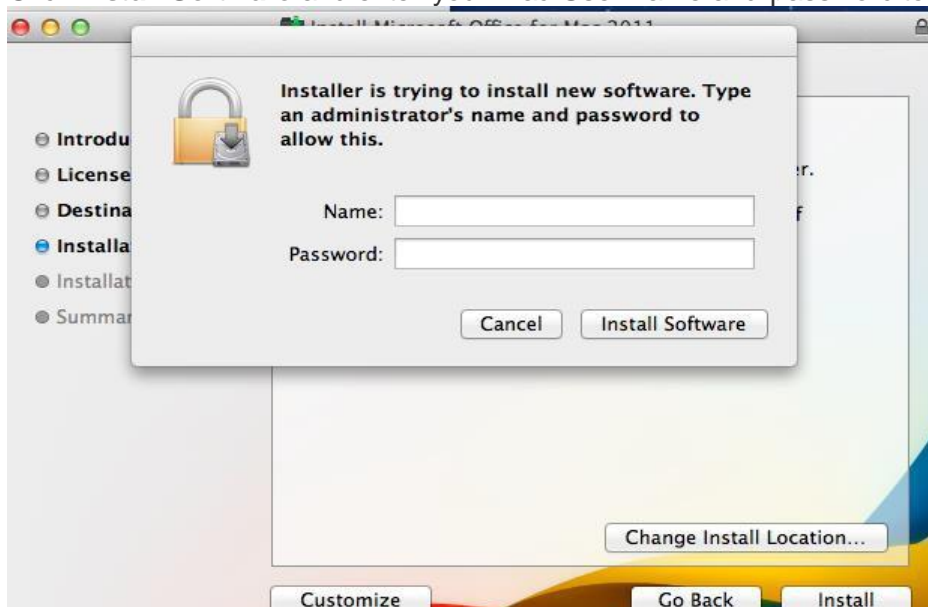 Install Microsoft Office for Mac 2011
Installer is trying to install new software. Type
an administrator's name and password to
allow this.
Introdu
License
Destina
Installa
Installat
Summar
r.
f
Name:
Password:
Cancel
Install Software
Change Install Location...
Customize
Go Back
Install